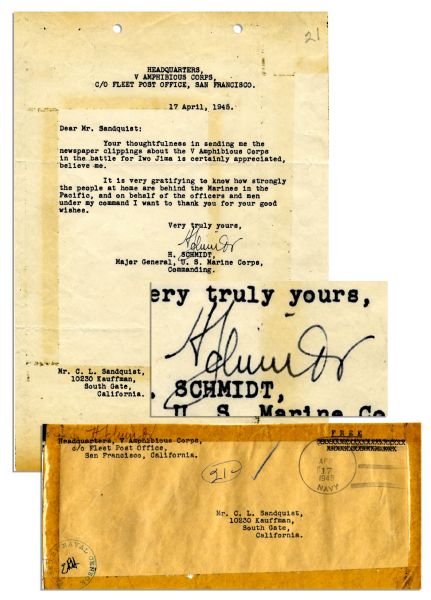 21
HEADQUARTERS,
V AMPHIBIOUS CORPS,
C/O FLEET POST OFFICE, SAN FRANCISCO.
17 April, 1945.
Dear Mr. Sandquist:
Your thoughtfulness in sending me the
newspaper clippings about the V Amphibious Corps
in the battle for Iwo Jima is certainly appreciated,
believe me.
It is very gratifying to know how strongly
the people at home are behind the Marines in the
Pacific, and on behalf of the officers and men
under my command I want to thank you for your good
wishes.
Very truly yours,
H Schmidt
H. SCHMIDT,
Major General, U. S. Marine Corps,
Commanding.
Mr. C. L. Sandquist,
10230 Kauffman,
South Gate,
California.
ery truly yours,
H Schmidt
. SCHMIDT,
U. S. Marine Co
H Schmidt
Headquarters, V Amphibious Corps,
c/o Fleet Post Office,
San Francisco, California.
FREE
21
APR
17
1945
NAVY
Mr. C. L. Sandquist,
10230 Kauffman,
South Gate,
California.
NAVAL CENSOR